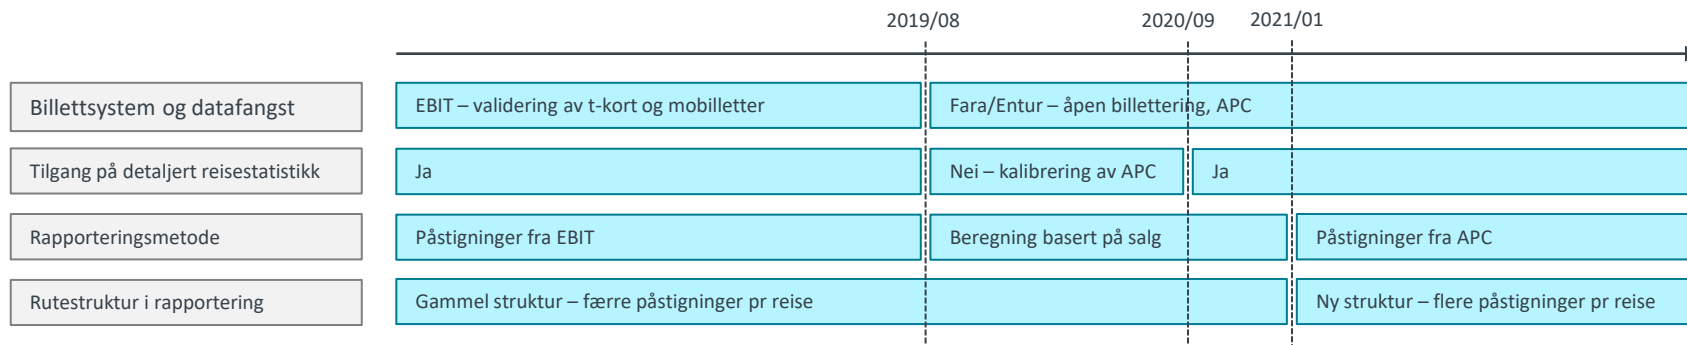 2019/08 2020/09 2021/01
Billettsystem og datafangst EBIT – validering av t-kort og mobilletter Fara/Entur – åpen billettering, APC
Tilgang på detaljert reisestatistikk Ja Nei – kalibrering av APC Ja
Rapporteringsmetode Påstigninger fra EBIT Beregning basert på salg Påstigninger fra APC
Rutestruktur i rapportering Gammel struktur – færre påstigninger pr reise Ny struktur – flere påstigninger pr reise